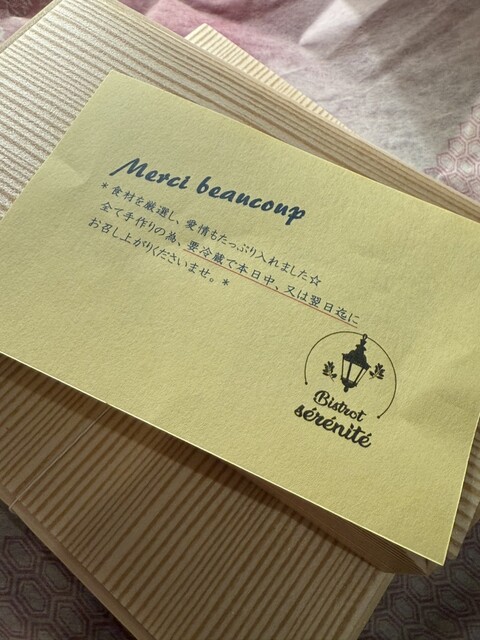 Merci beaucoup
*食材を厳選し、愛情もたっぷり入れました☆
全て手作りの為、要冷蔵で本日中、又は翌日迄に
お召し上がりくださいませ。*
Bistrot
sérénité